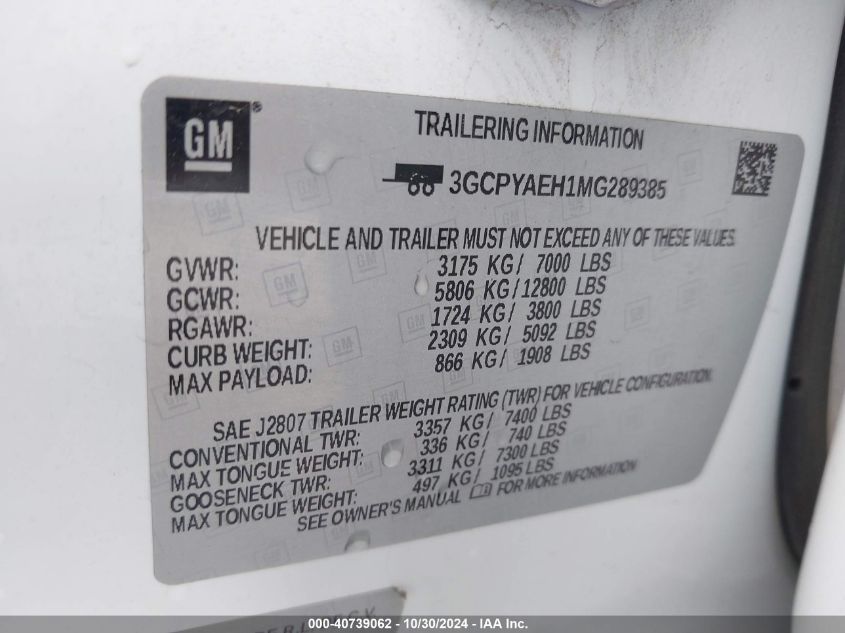 GM ®
TRAILERING INFORMATION
3GCPYAEH1MG289385
VEHICLE AND TRAILER MUST NOT EXCEED ANY OF THESE VALUES.
GVWR: 3175 KG/ 7000 LBS
GCWR: 5806 KG/12800 LBS
RGAWR: 1724 KG/ 3800 LBS
CURB WEIGHT: 2309 KG/ 5092 LBS
MAX PAYLOAD: 866 KG/ 1908 LBS
SAE J2807 TRAILER WEIGHT RATING (TWR) FOR VEHICLE CONFIGURATION.
CONVENTIONAL TWR: 3357 KG/ 7400 LBS
MAX TONGUE WEIGHT: 336 KG/ 740 LBS
GOOSENECK TWR: 3311 KG/ 7300 LBS
MAX TONGUE WEIGHT: 497 KG/ 1095 LBS
SEE OWNER'S MANUAL FOR MORE INFORMATION
000-40739062 - 10/30/2024 - IAA Inc.